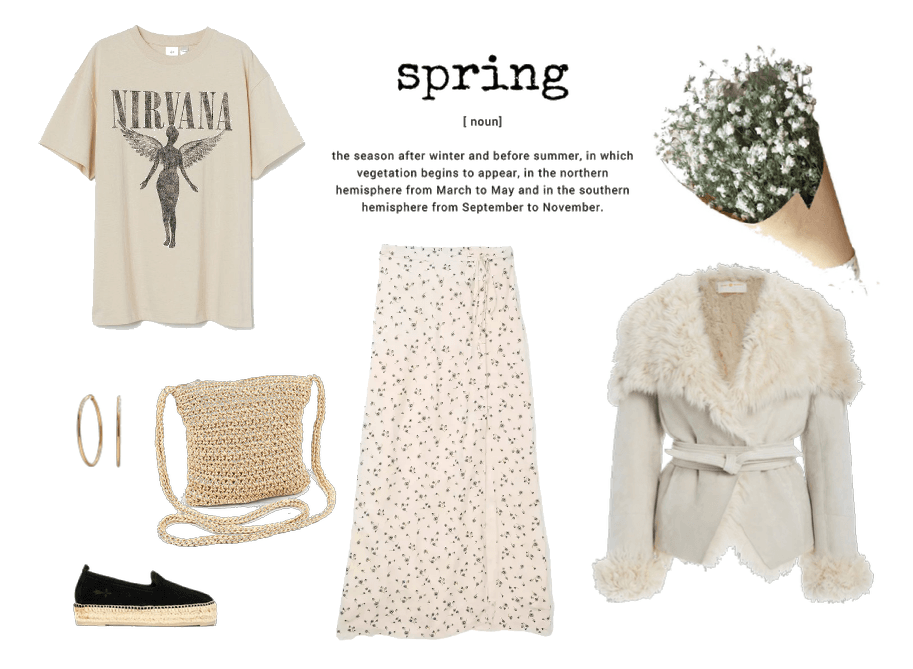 NIRVANA
spring
[ noun]
the season after winter and before summer, in which
vegetation begins to appear, in the northern
hemisphere from March to May and in the southern
hemisphere from September to November.